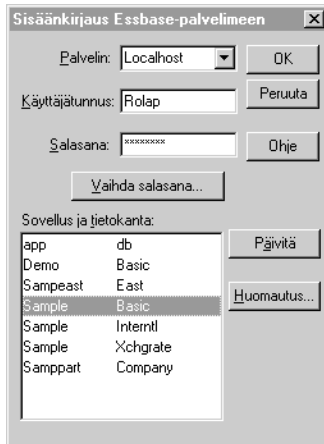 Sisäänkirjaus Essbase-palvelimeen
Palvelin: Localhost OK
Käyttäjätunnus: Rolap Peruuta
Salasana: ******** Ohje
Vaihda salasana...
Sovellus ja tietokanta:
app db Päivitä
Demo Basic
Sampeast East
Sample Basic Huomautus...
Sample Interntl
Sample Xchgrate
Samppart Company